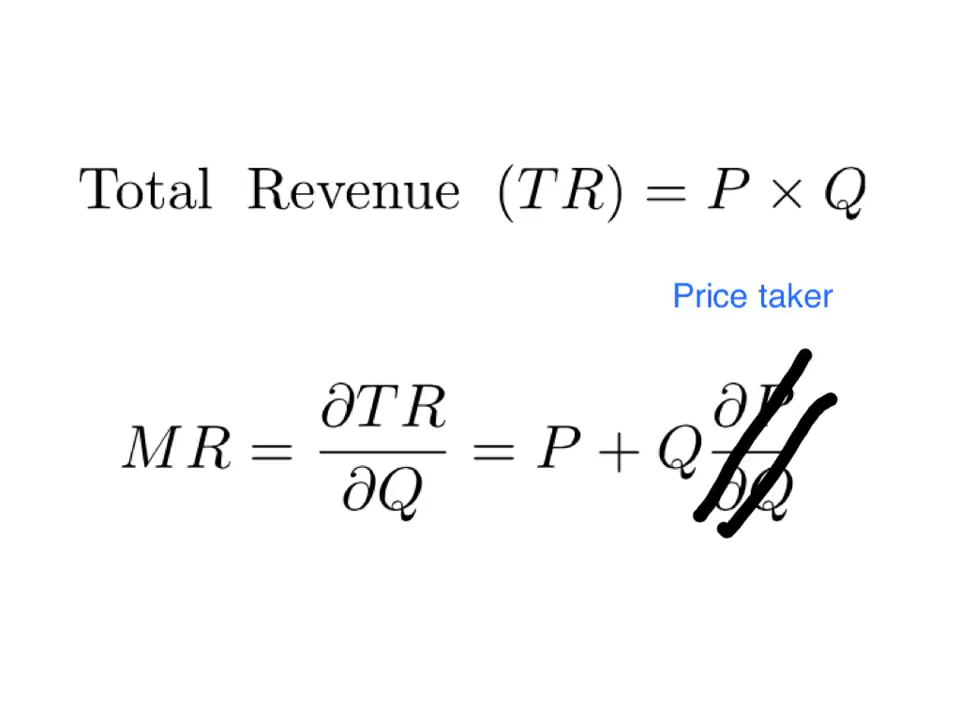 Total Revenue (TR) = P × Q
Price taker
MR = ∂TR/∂Q = P + Q ∂P/∂Q